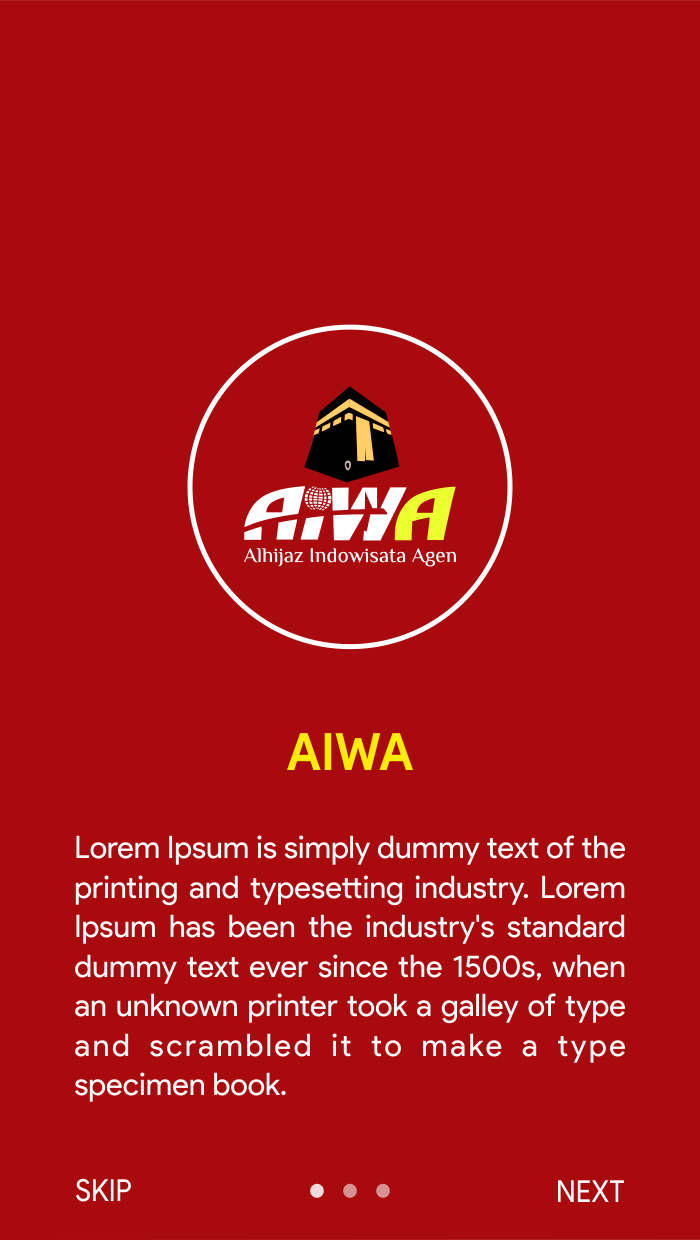 AiWA
Alhijaz Indowisata Agen
AIWA
Lorem Ipsum is simply dummy text of the
printing and typesetting industry. Lorem
Ipsum has been the industry's standard
dummy text ever since the 1500s, when
an unknown printer took a galley of type
and scrambled it to make a type
specimen book.
SKIP
NEXT